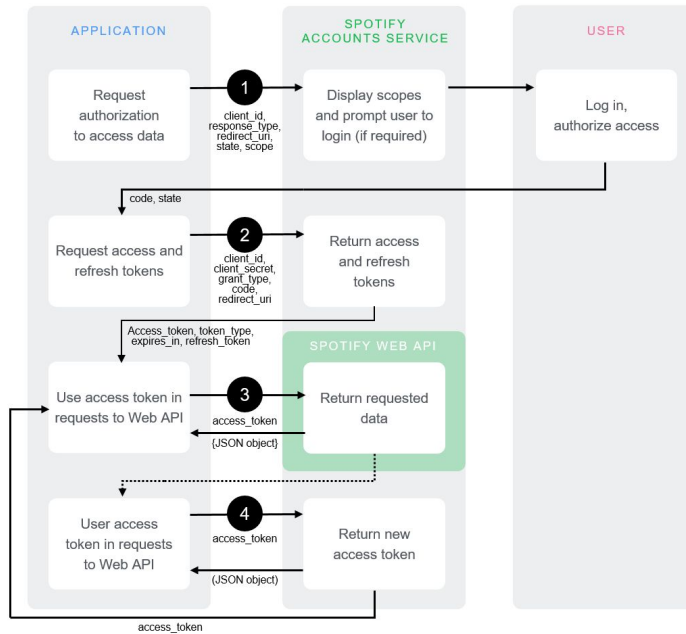 APPLICATION
SPOTIFY
ACCOUNTS SERVICE
USER
Request
authorization
to access data
1
client_id,
response_type,
redirect_uri,
state, scope
Display scopes
and prompt user to
login (if required)
Log in,
authorize access
code, state
Request access and
refresh tokens
2
client_id,
client_secret,
grant_type,
code,
redirect_uri
Return access
and refresh
tokens
Access_token, token_type,
expires_in, refresh_token
SPOTIFY WEB API
Use access token in
requests to Web API
3
access_token
{JSON object}
Return requested
data
User access
token in requests
to Web API
4
access_token
(JSON object)
Return new
access token
access_token